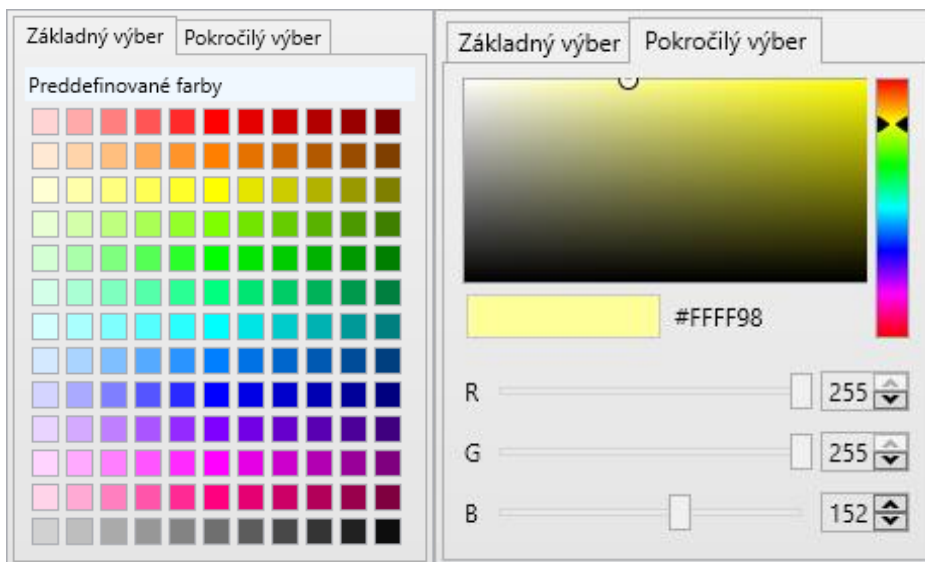 Základný výber
Pokročilý výber
Preddefinované farby
Základný výber
Pokročilý výber
#FFFF98
R
255
G
255
B
152